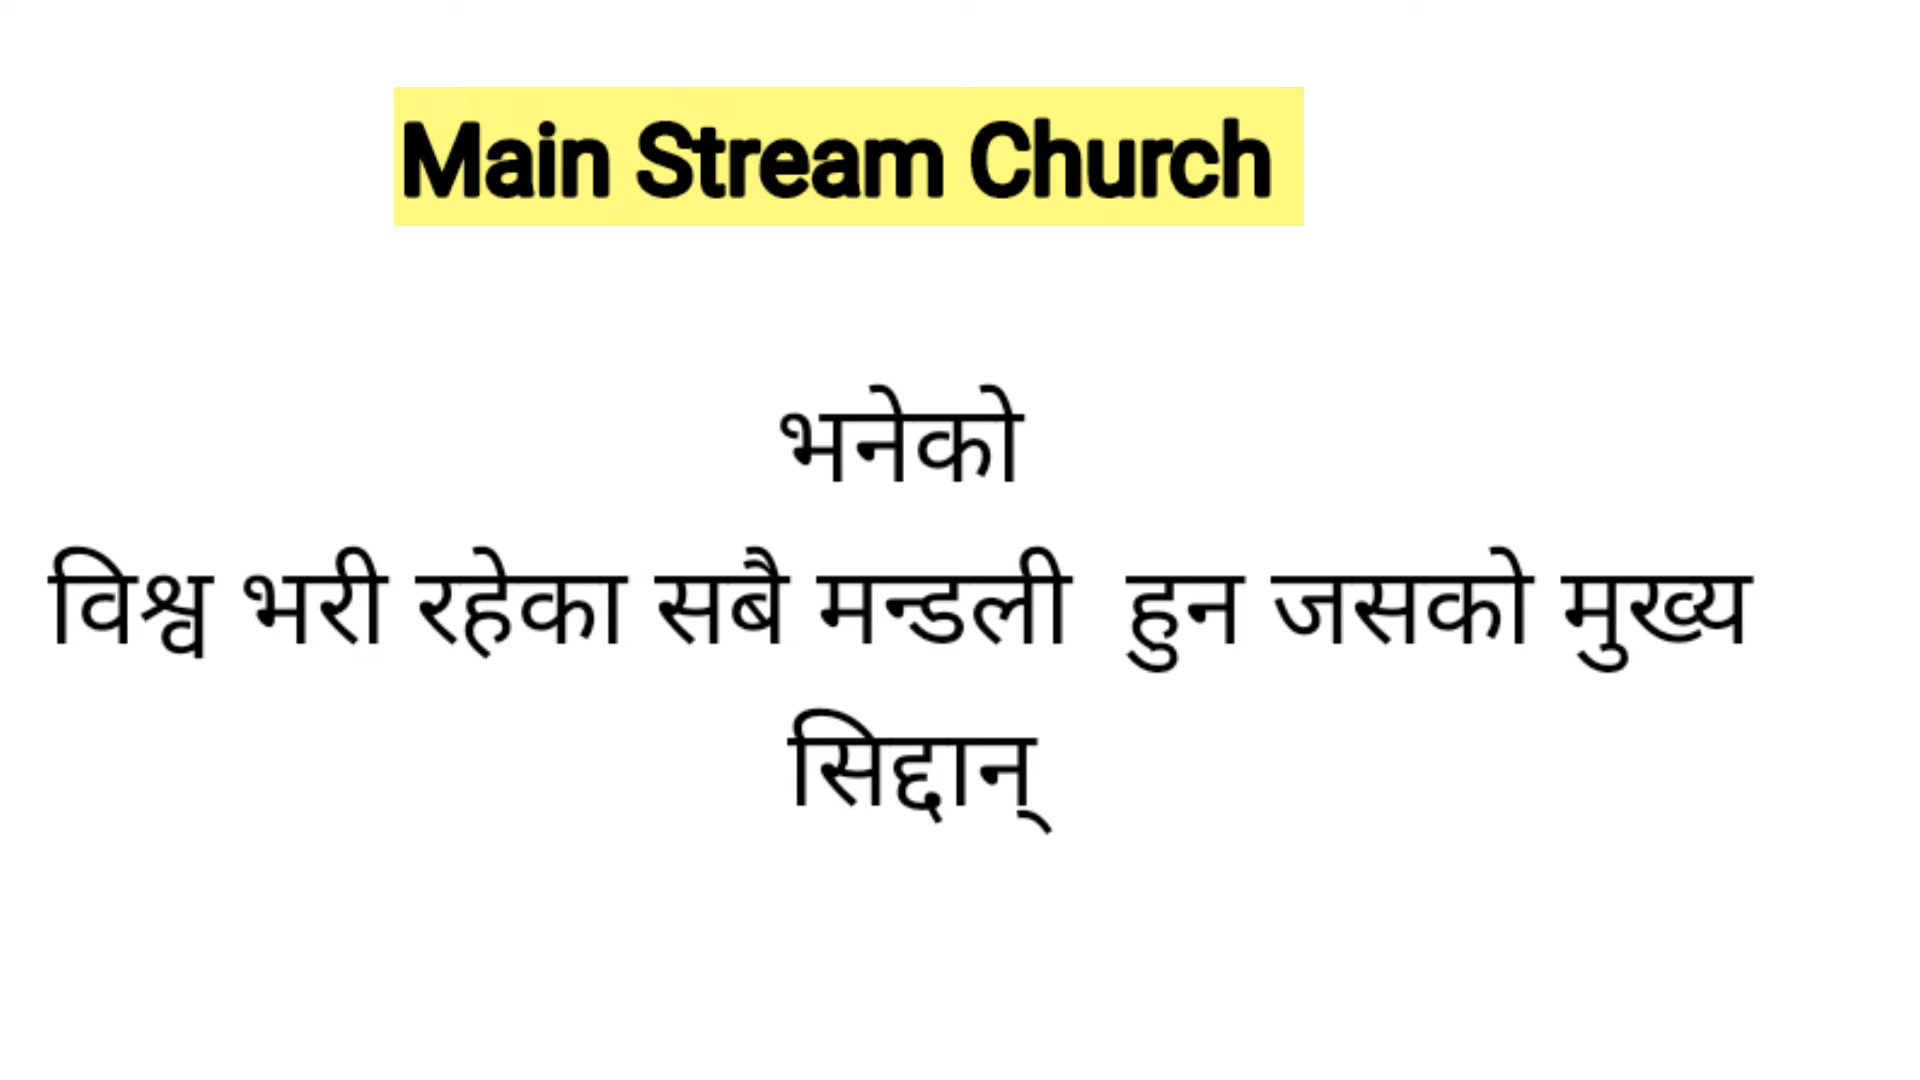 Main Stream Church
भनेको
विश्व भरी रहेका सबै मन्डली  हुन जसको मुख्य
सिद्दान्